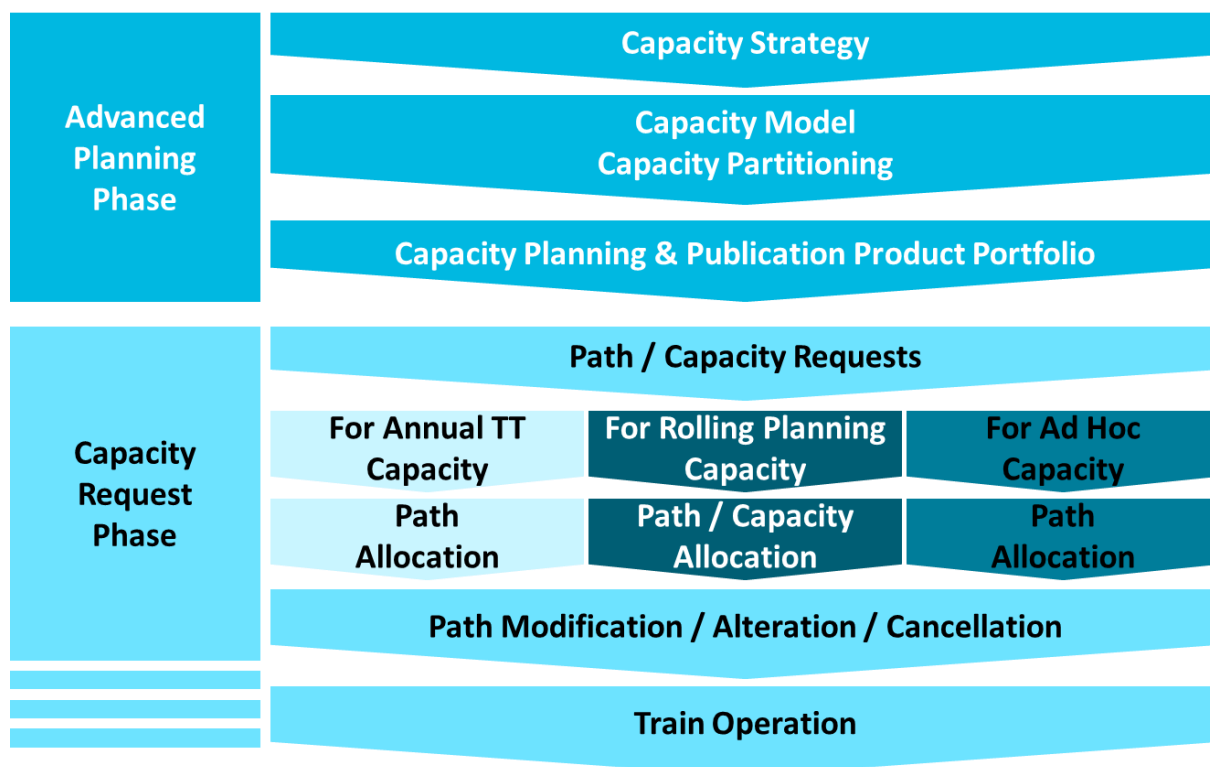 Advanced
Planning
Phase
Capacity Strategy
Capacity Model
Capacity Partitioning
Capacity Planning & Publication Product Portfolio
Capacity
Request
Phase
Path / Capacity Requests
For Annual TT
Capacity
For Rolling Planning
Capacity
For Ad Hoc
Capacity
Path
Allocation
Path / Capacity
Allocation
Path
Allocation
Path Modification / Alteration / Cancellation
Train Operation